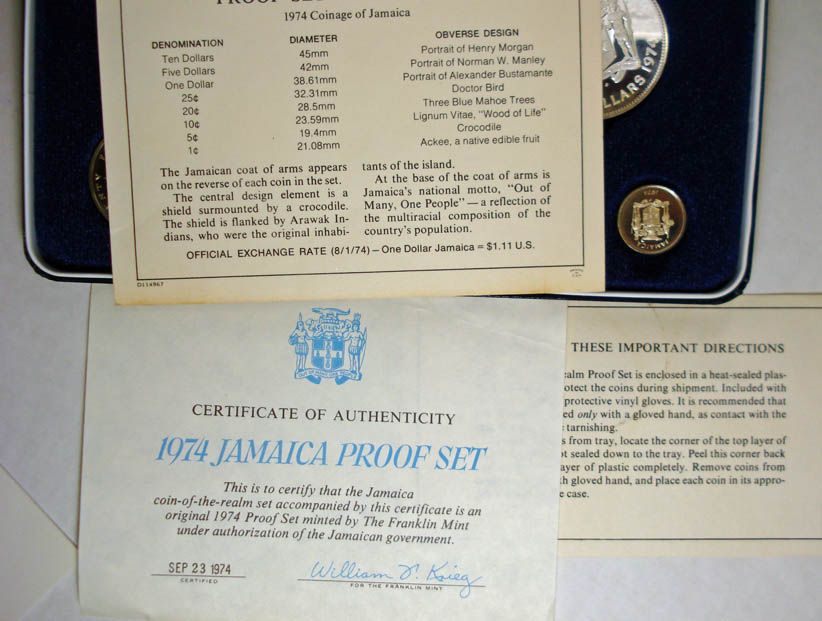 PROOF SET
1974 Coinage of Jamaica
DENOMINATION DIAMETER OBVERSE DESIGN
Ten Dollars 45mm Portrait of Henry Morgan
Five Dollars 42mm Portrait of Norman W. Manley
One Dollar 38.61mm Portrait of Alexander Bustamante
25¢ 32.31mm Doctor Bird
20¢ 28.5mm Three Blue Mahoe Trees
10¢ 23.59mm Lignum Vitae, "Wood of Life"
5¢ 19.4mm Crocodile
1¢ 21.08mm Ackee, a native edible fruit
The Jamaican coat of arms appears
on the reverse of each coin in the set.
The central design element is a
shield surmounted by a crocodile.
The shield is flanked by Arawak In-
dians, who were the original inhabi-
tants of the island.
At the base of the coat of arms is
Jamaica's national motto, "Out of
Many, One People" — a reflection of
the multiracial composition of the
country's population.
OFFICIAL EXCHANGE RATE (8/1/74) – One Dollar Jamaica = $1.11 U.S.
D114967
LLARS 1974
1974
JAMAICA
CERTIFICATE OF AUTHENTICITY
1974 JAMAICA PROOF SET
This is to certify that the Jamaica
coin-of-the-realm set accompanied by this certificate is an
original 1974 Proof Set minted by The Franklin Mint
under authorization of the Jamaican government.
SEP 23 1974
CERTIFIED
FOR THE FRANKLIN MINT
THESE IMPORTANT DIRECTIONS
ealm Proof Set is enclosed in a heat-sealed plas-
otect the coins during shipment. Included with
protective vinyl gloves. It is recommended that
ed only with a gloved hand, as contact with the
tarnishing.
s from tray, locate the corner of the top layer of
ot sealed down to the tray. Peel this corner back
ayer of plastic completely. Remove coins from
h gloved hand, and place each coin in its appro-
e case.